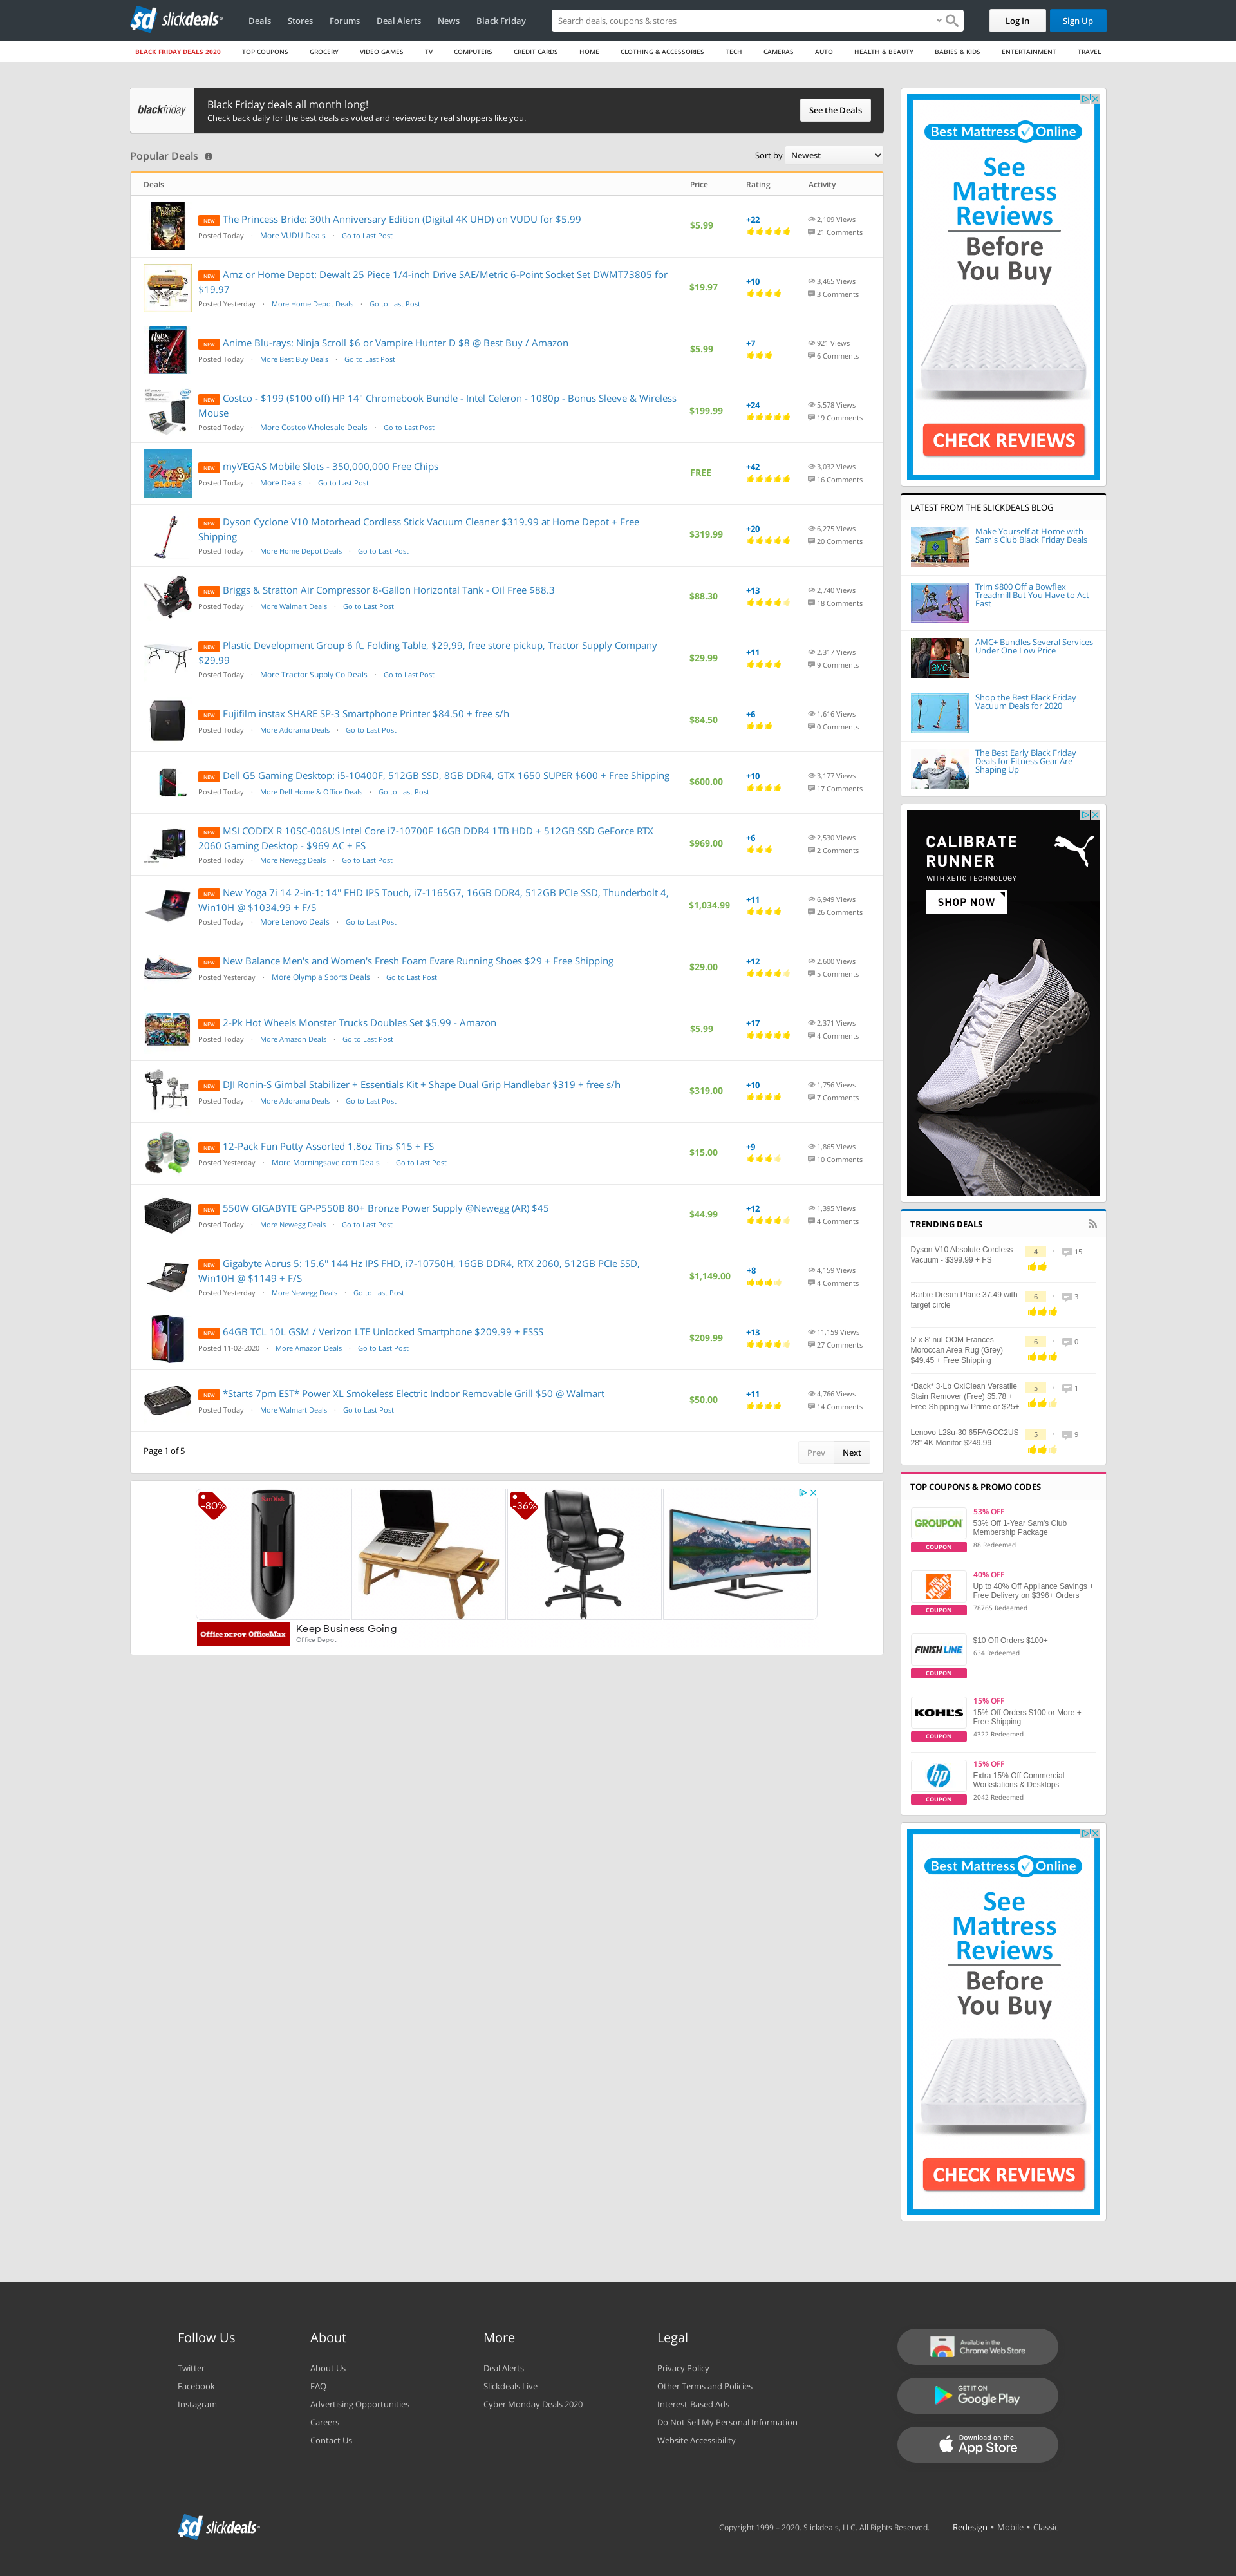 slickdeals
Deals
Stores
Forums
Deal Alerts
News
Black Friday
Search deals, coupons & stores
Log In
Sign Up
BLACK FRIDAY DEALS 2020
TOP COUPONS
GROCERY
VIDEO GAMES
TV
COMPUTERS
CREDIT CARDS
HOME
CLOTHING & ACCESSORIES
TECH
CAMERAS
AUTO
HEALTH & BEAUTY
BABIES & KIDS
ENTERTAINMENT
TRAVEL
blackfriday
Black Friday deals all month long!
Check back daily for the best deals as voted and reviewed by real shoppers like you.
See the Deals
Popular Deals
Sort by Newest
Deals Price Rating Activity
NEW The Princess Bride: 30th Anniversary Edition (Digital 4K UHD) on VUDU for $5.99
Posted Today · More VUDU Deals · Go to Last Post
$5.99
+22
2,109 Views
21 Comments
NEW Amz or Home Depot: Dewalt 25 Piece 1/4-inch Drive SAE/Metric 6-Point Socket Set DWMT73805 for
$19.97
Posted Yesterday · More Home Depot Deals · Go to Last Post
$19.97
+10
3,465 Views
3 Comments
NEW Anime Blu-rays: Ninja Scroll $6 or Vampire Hunter D $8 @ Best Buy / Amazon
Posted Today · More Best Buy Deals · Go to Last Post
$5.99
+7
921 Views
6 Comments
NEW Costco - $199 ($100 off) HP 14" Chromebook Bundle - Intel Celeron - 1080p - Bonus Sleeve & Wireless
Mouse
Posted Today · More Costco Wholesale Deals · Go to Last Post
$199.99
+24
5,578 Views
19 Comments
NEW myVEGAS Mobile Slots - 350,000,000 Free Chips
Posted Today · More Deals · Go to Last Post
FREE
+42
3,032 Views
16 Comments
NEW Dyson Cyclone V10 Motorhead Cordless Stick Vacuum Cleaner $319.99 at Home Depot + Free
Shipping
Posted Today · More Home Depot Deals · Go to Last Post
$319.99
+20
6,275 Views
20 Comments
NEW Briggs & Stratton Air Compressor 8-Gallon Horizontal Tank - Oil Free $88.3
Posted Today · More Walmart Deals · Go to Last Post
$88.30
+13
2,740 Views
18 Comments
NEW Plastic Development Group 6 ft. Folding Table, $29,99, free store pickup, Tractor Supply Company
$29.99
Posted Today · More Tractor Supply Co Deals · Go to Last Post
$29.99
+11
2,317 Views
9 Comments
NEW Fujifilm instax SHARE SP-3 Smartphone Printer $84.50 + free s/h
Posted Today · More Adorama Deals · Go to Last Post
$84.50
+6
1,616 Views
0 Comments
NEW Dell G5 Gaming Desktop: i5-10400F, 512GB SSD, 8GB DDR4, GTX 1650 SUPER $600 + Free Shipping
Posted Today · More Dell Home & Office Deals · Go to Last Post
$600.00
+10
3,177 Views
17 Comments
NEW MSI CODEX R 10SC-006US Intel Core i7-10700F 16GB DDR4 1TB HDD + 512GB SSD GeForce RTX
2060 Gaming Desktop - $969 AC + FS
Posted Today · More Newegg Deals · Go to Last Post
$969.00
+6
2,530 Views
2 Comments
NEW New Yoga 7i 14 2-in-1: 14" FHD IPS Touch, i7-1165G7, 16GB DDR4, 512GB PCIe SSD, Thunderbolt 4,
Win10H @ $1034.99 + F/S
Posted Today · More Lenovo Deals · Go to Last Post
$1,034.99
+11
6,949 Views
26 Comments
NEW New Balance Men's and Women's Fresh Foam Evare Running Shoes $29 + Free Shipping
Posted Yesterday · More Olympia Sports Deals · Go to Last Post
$29.00
+12
2,600 Views
5 Comments
NEW 2-Pk Hot Wheels Monster Trucks Doubles Set $5.99 - Amazon
Posted Today · More Amazon Deals · Go to Last Post
$5.99
+17
2,371 Views
4 Comments
NEW DJI Ronin-S Gimbal Stabilizer + Essentials Kit + Shape Dual Grip Handlebar $319 + free s/h
Posted Today · More Adorama Deals · Go to Last Post
$319.00
+10
1,756 Views
7 Comments
NEW 12-Pack Fun Putty Assorted 1.8oz Tins $15 + FS
Posted Yesterday · More Morningsave.com Deals · Go to Last Post
$15.00
+9
1,865 Views
10 Comments
NEW 550W GIGABYTE GP-P550B 80+ Bronze Power Supply @Newegg (AR) $45
Posted Today · More Newegg Deals · Go to Last Post
$44.99
+12
1,395 Views
4 Comments
NEW Gigabyte Aorus 5: 15.6" 144 Hz IPS FHD, i7-10750H, 16GB DDR4, RTX 2060, 512GB PCIe SSD,
Win10H @ $1149 + F/S
Posted Yesterday · More Newegg Deals · Go to Last Post
$1,149.00
+8
4,159 Views
4 Comments
NEW 64GB TCL 10L GSM / Verizon LTE Unlocked Smartphone $209.99 + FSSS
Posted 11-02-2020 · More Amazon Deals · Go to Last Post
$209.99
+13
11,159 Views
27 Comments
NEW *Starts 7pm EST* Power XL Smokeless Electric Indoor Removable Grill $50 @ Walmart
Posted Today · More Walmart Deals · Go to Last Post
$50.00
+11
4,766 Views
14 Comments
Page 1 of 5
Prev Next
-80%
-36%
Office DEPOT OfficeMax
Keep Business Going
Office Depot
Best Mattress Online
See
Mattress
Reviews
Before
You Buy
CHECK REVIEWS
LATEST FROM THE SLICKDEALS BLOG
Make Yourself at Home with
Sam's Club Black Friday Deals
Trim $800 Off a Bowflex
Treadmill But You Have to Act
Fast
AMC+ Bundles Several Services
Under One Low Price
Shop the Best Black Friday
Vacuum Deals for 2020
The Best Early Black Friday
Deals for Fitness Gear Are
Shaping Up
CALIBRATE
RUNNER
WITH XETIC TECHNOLOGY
SHOP NOW
TRENDING DEALS
Dyson V10 Absolute Cordless
Vacuum - $399.99 + FS
4 • 15
Barbie Dream Plane 37.49 with
target circle
6 • 3
5' x 8' nuLOOM Frances
Moroccan Area Rug (Grey)
$49.45 + Free Shipping
6 • 0
*Back* 3-Lb OxiClean Versatile
Stain Remover (Free) $5.78 +
Free Shipping w/ Prime or $25+
5 • 1
Lenovo L28u-30 65FAGCC2US
28" 4K Monitor $249.99
5 • 9
TOP COUPONS & PROMO CODES
GROUPON
COUPON
53% OFF
53% Off 1-Year Sam's Club
Membership Package
88 Redeemed
COUPON
40% OFF
Up to 40% Off Appliance Savings +
Free Delivery on $396+ Orders
78765 Redeemed
FINISH LINE
COUPON
$10 Off Orders $100+
634 Redeemed
KOHL'S
COUPON
15% OFF
15% Off Orders $100 or More +
Free Shipping
4322 Redeemed
hp
COUPON
15% OFF
Extra 15% Off Commercial
Workstations & Desktops
2042 Redeemed
Best Mattress Online
See
Mattress
Reviews
Before
You Buy
CHECK REVIEWS
Follow Us
Twitter
Facebook
Instagram
About
About Us
FAQ
Advertising Opportunities
Careers
Contact Us
More
Deal Alerts
Slickdeals Live
Cyber Monday Deals 2020
Legal
Privacy Policy
Other Terms and Policies
Interest-Based Ads
Do Not Sell My Personal Information
Website Accessibility
Available in the
Chrome Web Store
GET IT ON
Google Play
Download on the
App Store
slickdeals
Copyright 1999 – 2020. Slickdeals, LLC. All Rights Reserved.
Redesign • Mobile • Classic